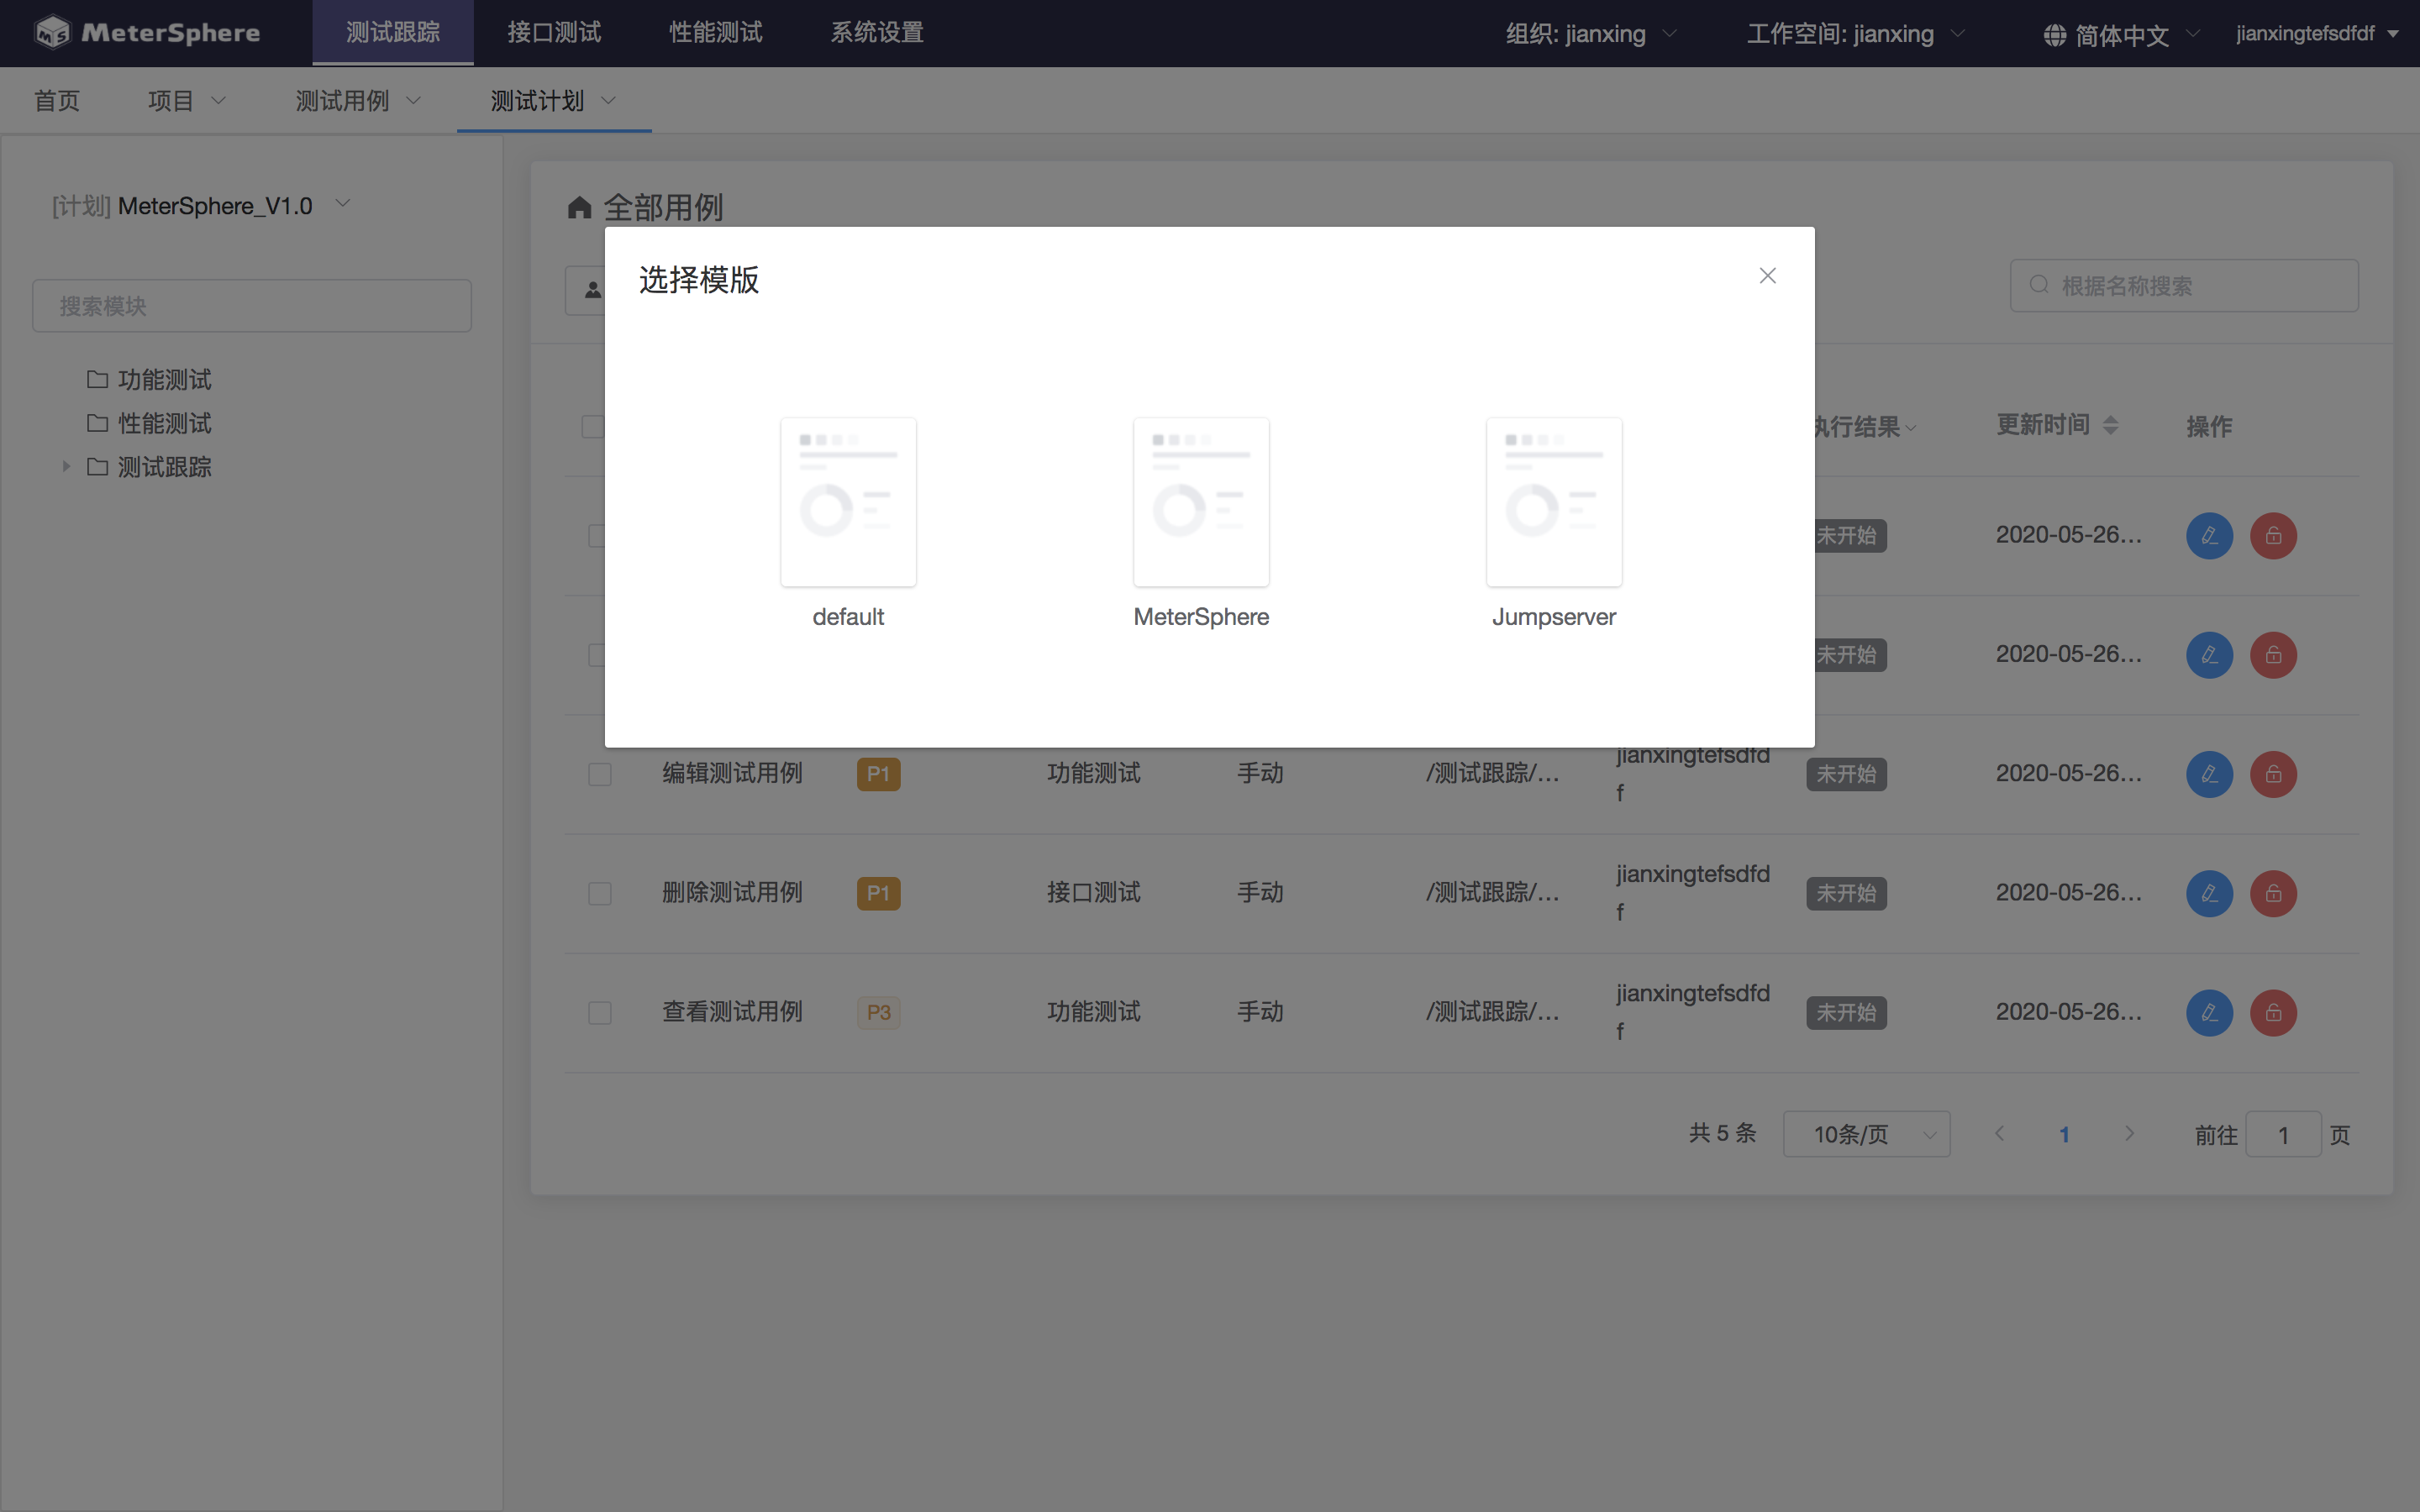 MeterSphere 测试跟踪 接口测试 性能测试 系统设置 组织: jianxing 工作空间: jianxing 简体中文 jianxingtefsdfdf
首页 项目 测试用例 测试计划
[计划] MeterSphere_V1.0
搜索模块
功能测试
性能测试
测试跟踪
全部用例
根据名称搜索
选择模版
default MeterSphere Jumpserver
执行结果 更新时间 操作
未开始 2020-05-26...
未开始 2020-05-26...
编辑测试用例 P1 功能测试 手动 /测试跟踪/... jianxingtefsdfd
f
未开始 2020-05-26...
删除测试用例 P1 接口测试 手动 /测试跟踪/... jianxingtefsdfd
f
未开始 2020-05-26...
查看测试用例 P3 功能测试 手动 /测试跟踪/... jianxingtefsdfd
f
未开始 2020-05-26...
共 5 条 10条/页 1 前往 1 页